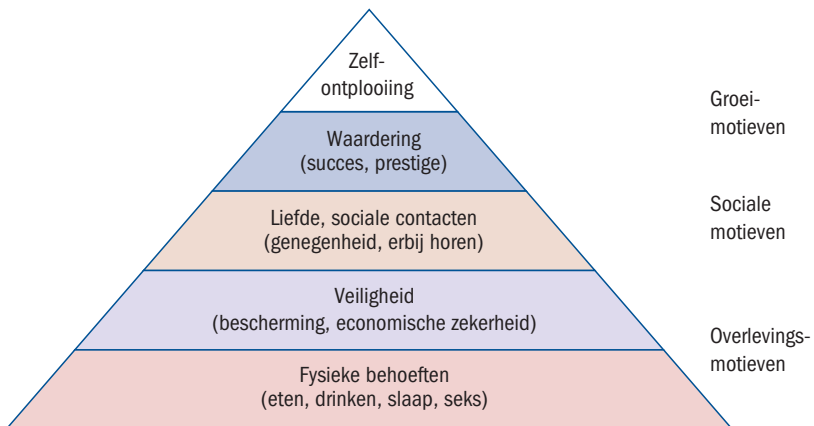 Zelf-
ontplooiing
Groei-
motieven
Waardering
(succes, prestige)
Sociale
motieven
Liefde, sociale contacten
(genegenheid, erbij horen)
Veiligheid
(bescherming, economische zekerheid)
Overlevings-
motieven
Fysieke behoeften
(eten, drinken, slaap, seks)